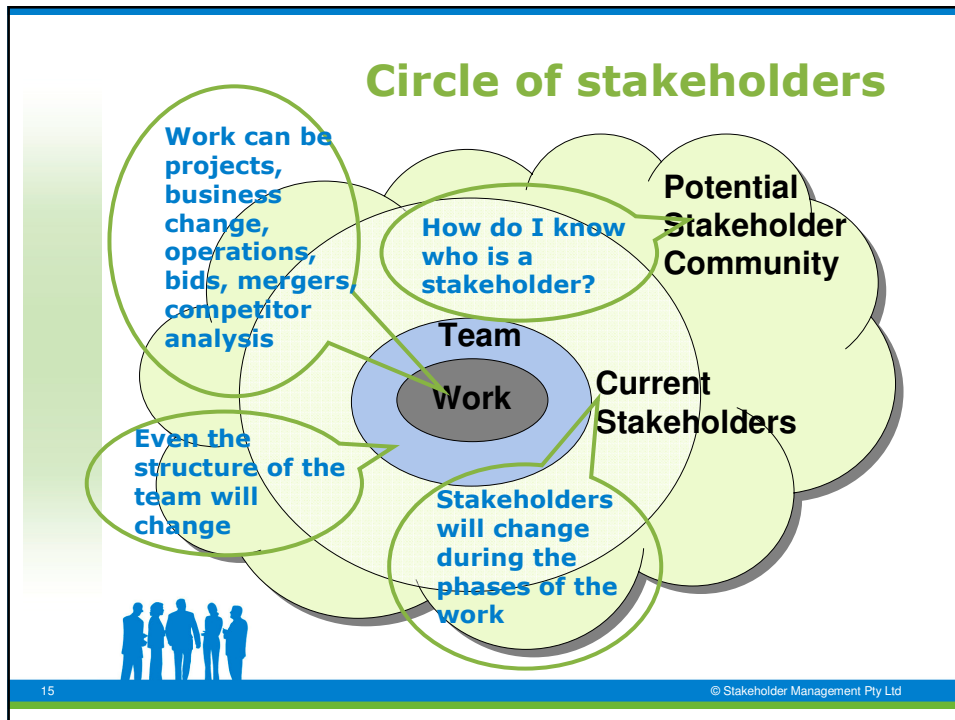 Circle of stakeholders
Work can be
projects,
business
change,
operations,
bids, mergers,
competitor
analysis
How do I know
who is a
stakeholder?
Potential
Stakeholder
Community
Team
Work
Current
Stakeholders
Even the
structure of the
team will
change
Stakeholders
will change
during the
phases of the
work
15
© Stakeholder Management Pty Ltd